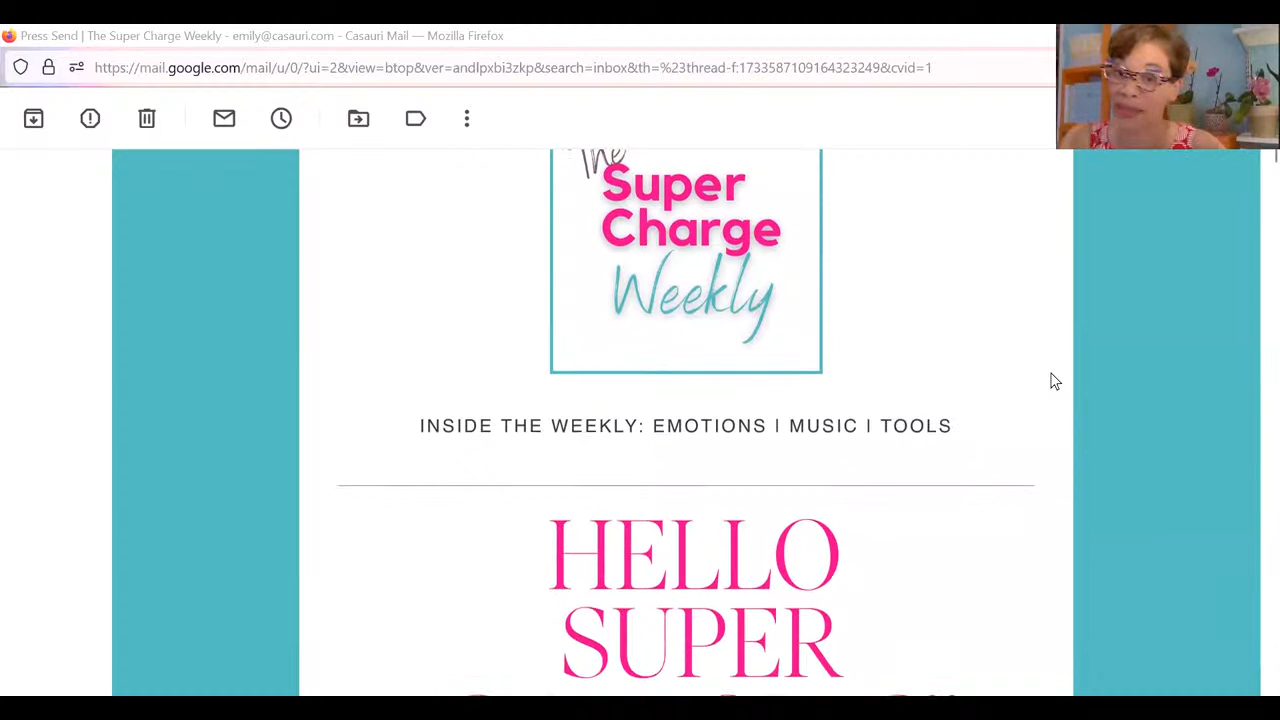 Press Send | The Super Charge Weekly - emily@casauri.com - Casauri Mail — Mozilla Firefox
https://mail.google.com/mail/u/0/?ui=2&view=btop&ver=andlpxbi3zkp&search=inbox&th=%23thread-f:1733587109164323249&cvid=1
The
Super
Charge
Weekly
INSIDE THE WEEKLY: EMOTIONS | MUSIC | TOOLS
HELLO
SUPER